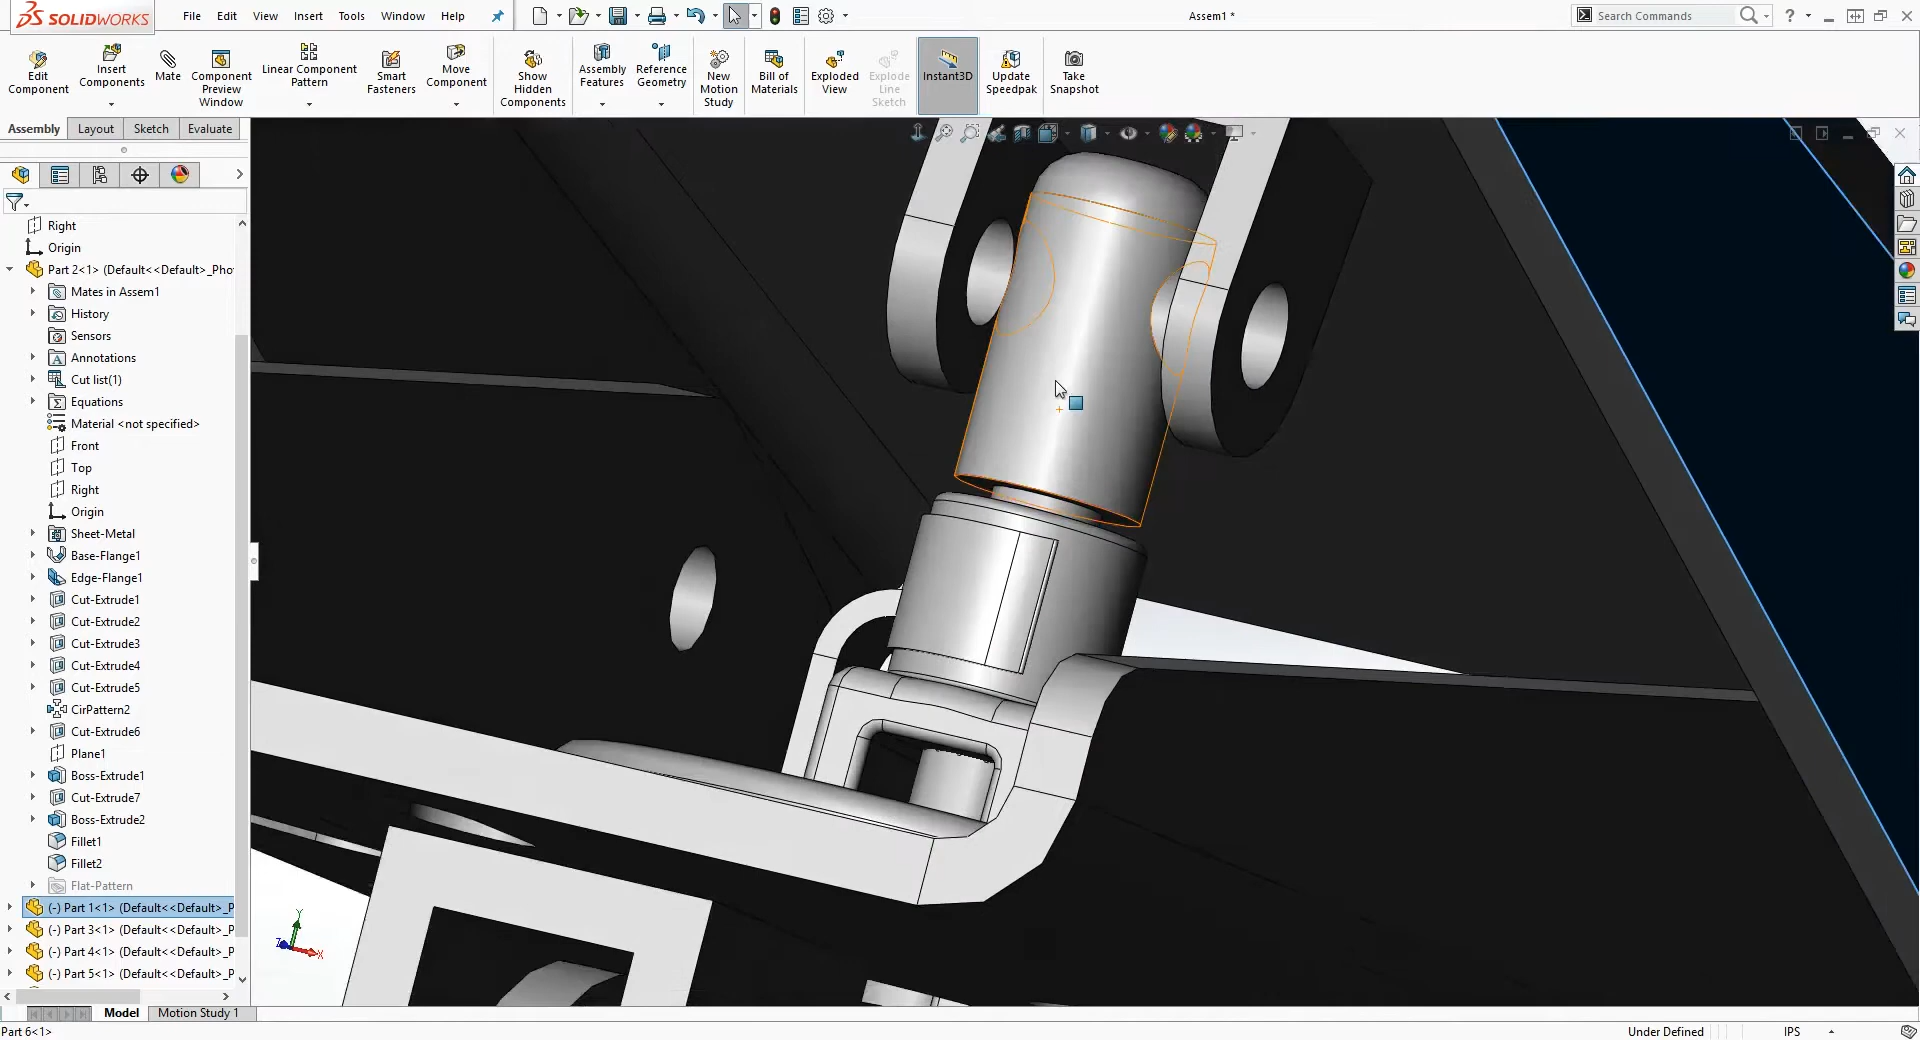 SOLIDWORKS
File Edit View Insert Tools Window Help
Assem1 *
Search Commands
?
Edit Component
Insert Components
Mate
Component Preview Window
Linear Component Pattern
Smart Fasteners
Move Component
Show Hidden Components
Assembly Features
Reference Geometry
New Motion Study
Bill of Materials
Exploded View
Explode Line Sketch
Instant3D
Update Speedpak
Take Snapshot
Assembly Layout Sketch Evaluate
Right
Origin
Part 2<1> (Default<<Default>_Pho
Mates in Assem1
History
Sensors
Annotations
Cut list(1)
Equations
Material <not specified>
Front
Top
Right
Origin
Sheet-Metal
Base-Flange1
Edge-Flange1
Cut-Extrude1
Cut-Extrude2
Cut-Extrude3
Cut-Extrude4
Cut-Extrude5
CirPattern2
Cut-Extrude6
Plane1
Boss-Extrude1
Cut-Extrude7
Boss-Extrude2
Fillet1
Fillet2
Flat-Pattern
(-) Part 1<1> (Default<<Default>_P
(-) Part 3<1> (Default<<Default>_P
(-) Part 4<1> (Default<<Default>_P
(-) Part 5<1> (Default<<Default>_P
Y
Z
X
Model Motion Study 1
Part 6<1>
Under Defined
IPS